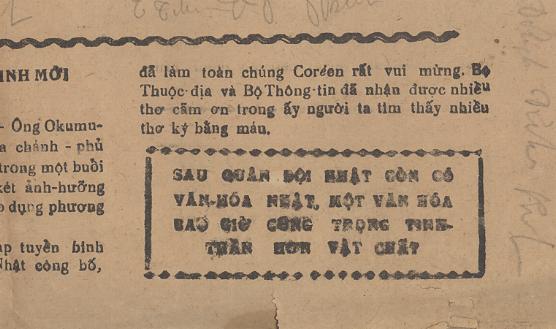 INH MỚI
- Ông Okumu-
a chánh - phủ
trong một buổi
két ảnh-hưởng
p dụng phương
ap tuyển binh
Nhật công bố,
đã làm toàn chúng Coréen rất vui mừng. Bộ
Thuộc-địa và Bộ Thông-tin đã nhận được nhiều
thơ cãm ơn trong ấy người ta tìm thấy nhiều
thơ ký bằng máu.
SAU QUÂN ĐỘI NHẬT CÒN CÓ
VĂN-HÓA NHẬT, MỘT VĂN HÓA
BAO GIỜ CŨNG TRỌNG TINH-
THẦN HƠN VẬT CHẤT